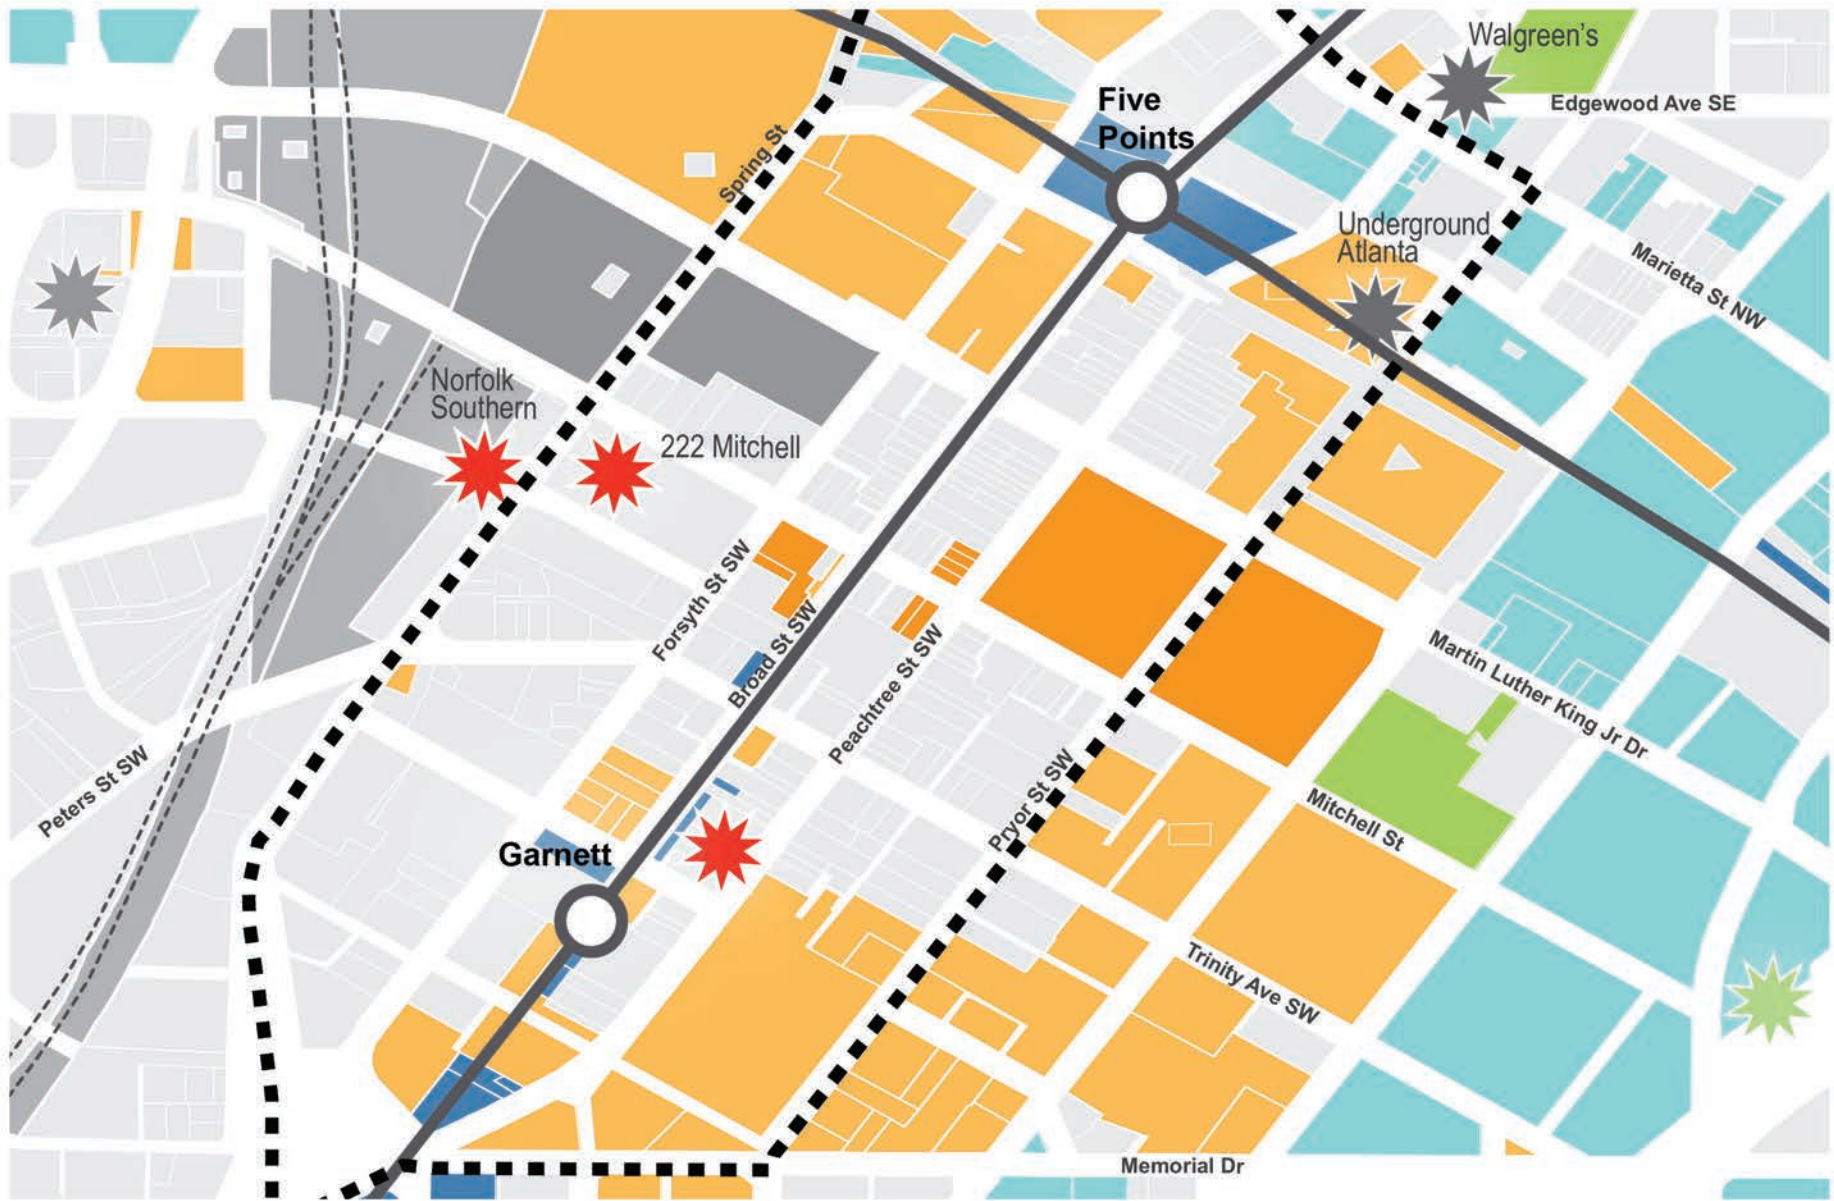 Walgreen's
Edgewood Ave SE
Five
Points
Spring St
Underground
Atlanta
Marietta St NW
Norfolk
Southern
222 Mitchell
Forsyth St SW
Broad St SW
Peachtree St SW
Martin Luther King Jr Dr
Peters St SW
Pryor St SW
Mitchell St
Garnett
Trinity Ave SW
Memorial Dr